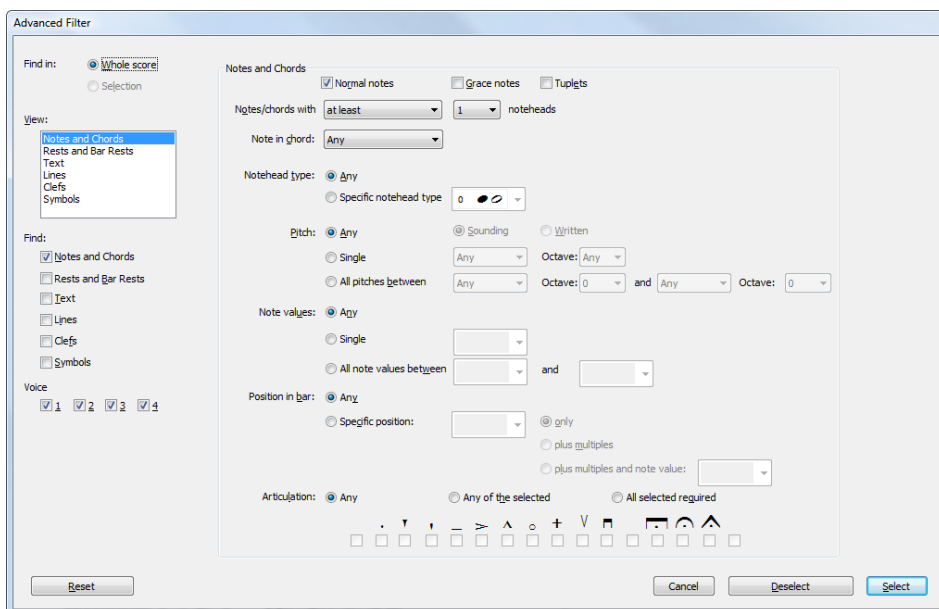 Advanced Filter
Find in:
Whole score
Selection
View:
Notes and Chords
Rests and Bar Rests
Text
Lines
Clefs
Symbols
Find:
Notes and Chords
Rests and Bar Rests
Text
Lines
Clefs
Symbols
Voice
1 2 3 4
Notes and Chords
Normal notes Grace notes Tuplets
Notes/chords with at least 1 noteheads
Note in chord: Any
Notehead type: Any
Specific notehead type 0
Pitch: Any Sounding Written
Single Any Octave: Any
All pitches between Any Octave: 0 and Any Octave: 0
Note values: Any
Single
All note values between and
Position in bar: Any
Specific position: only
plus multiples
plus multiples and note value:
Articulation: Any Any of the selected All selected required
Reset Cancel Deselect Select